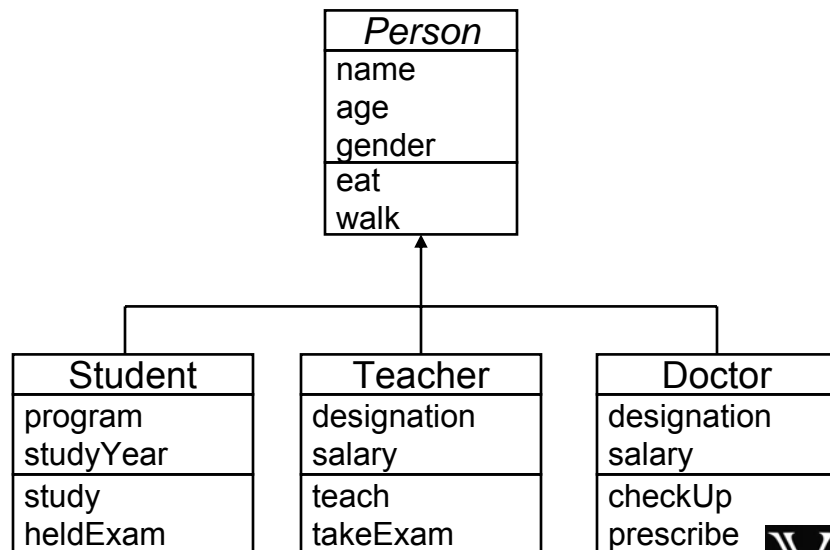 Person
name
age
gender
eat
walk
Student
program
studyYear
study
heldExam
Teacher
designation
salary
teach
takeExam
Doctor
designation
salary
checkUp
prescribe